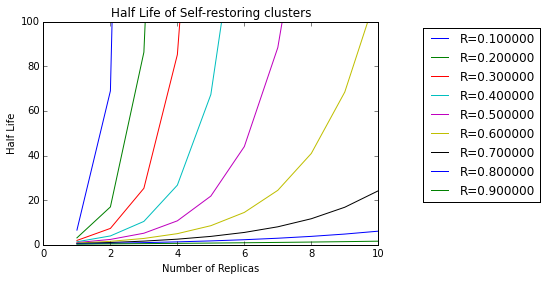 Half Life of Self-restoring clusters
100
80
60
40
20
0
Half Life
0 2 4 6 8 10
Number of Replicas
R=0.100000
R=0.200000
R=0.300000
R=0.400000
R=0.500000
R=0.600000
R=0.700000
R=0.800000
R=0.900000